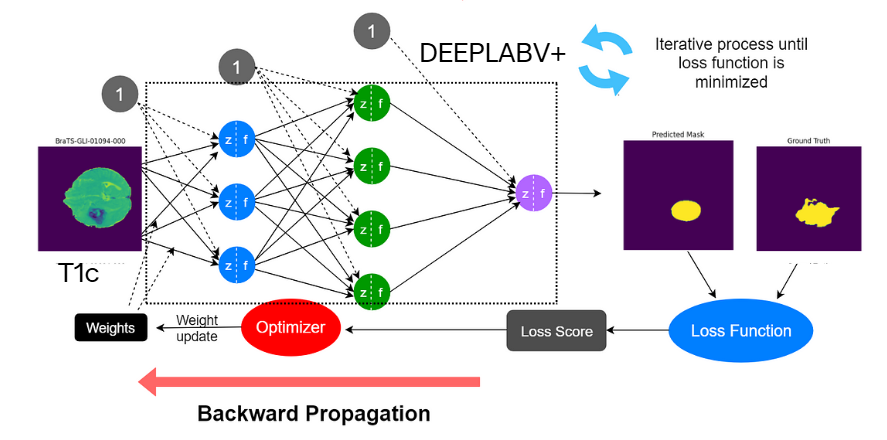 1
DEEPLABV+
Iterative process until
loss function is
minimized
1
1
z f
BraTS-GLI-01094-000
z f
Predicted Mask
Ground Truth
z f
z f
z f
z f
z f
z f
T1c
Weights
Weight
update
Optimizer
Loss Score
Loss Function
Backward Propagation